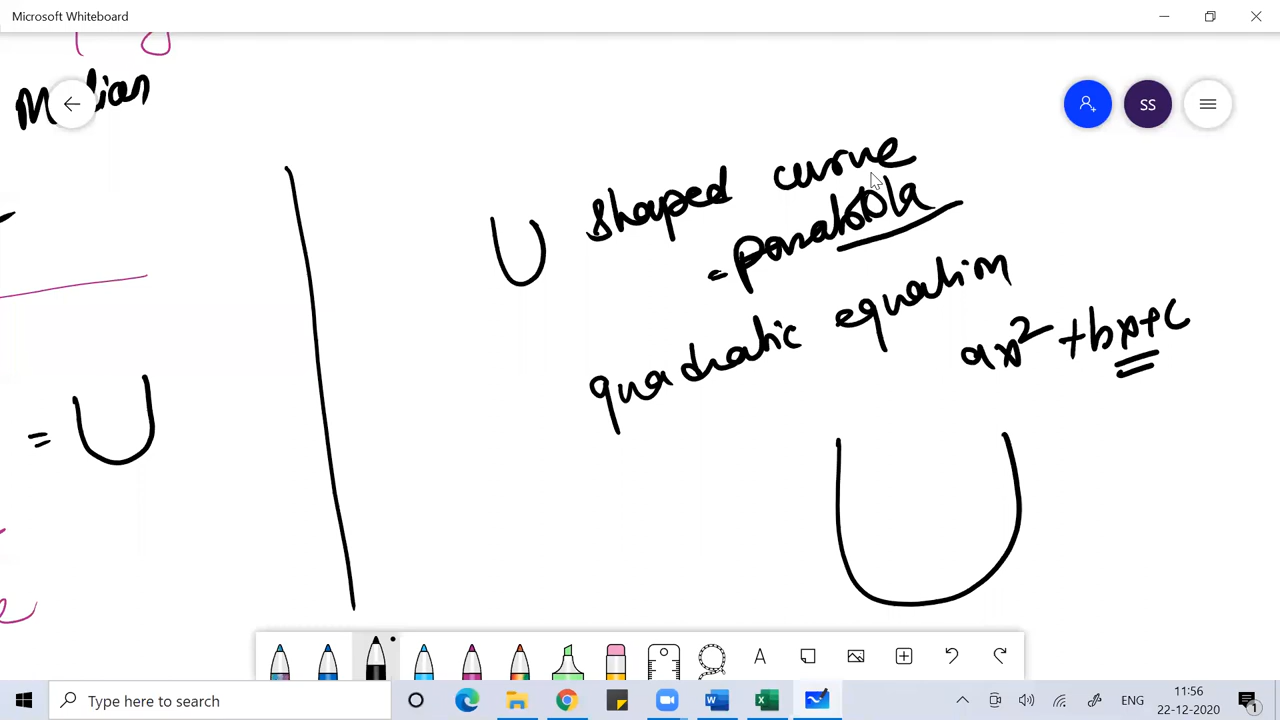 Microsoft Whiteboard
Median
SS
U shaped curve
= parabola
quadratic equation
ax² + bx + c
= U
Type here to search
ENG
11:56
22-12-2020
1